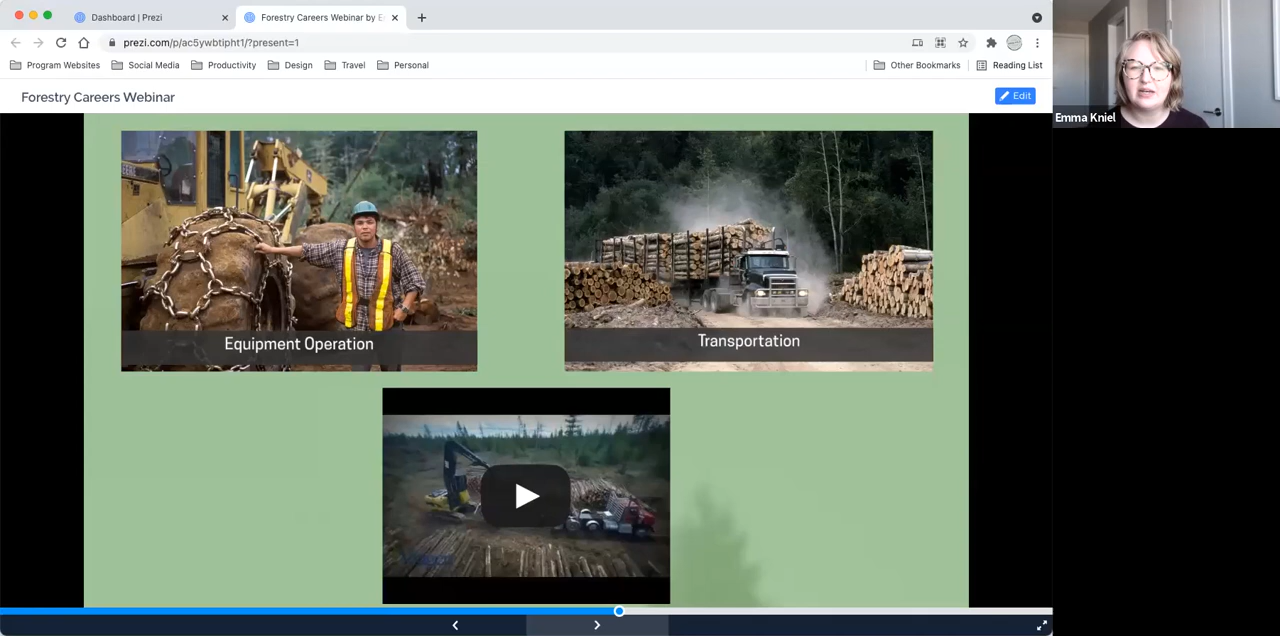 Dashboard | Prezi
Forestry Careers Webinar by E
prezi.com/p/ac5ywbtipht1/?present=1
Program Websites
Social Media
Productivity
Design
Travel
Personal
Other Bookmarks
Reading List
Forestry Careers Webinar
Edit
Emma Kniel
Equipment Operation
Transportation